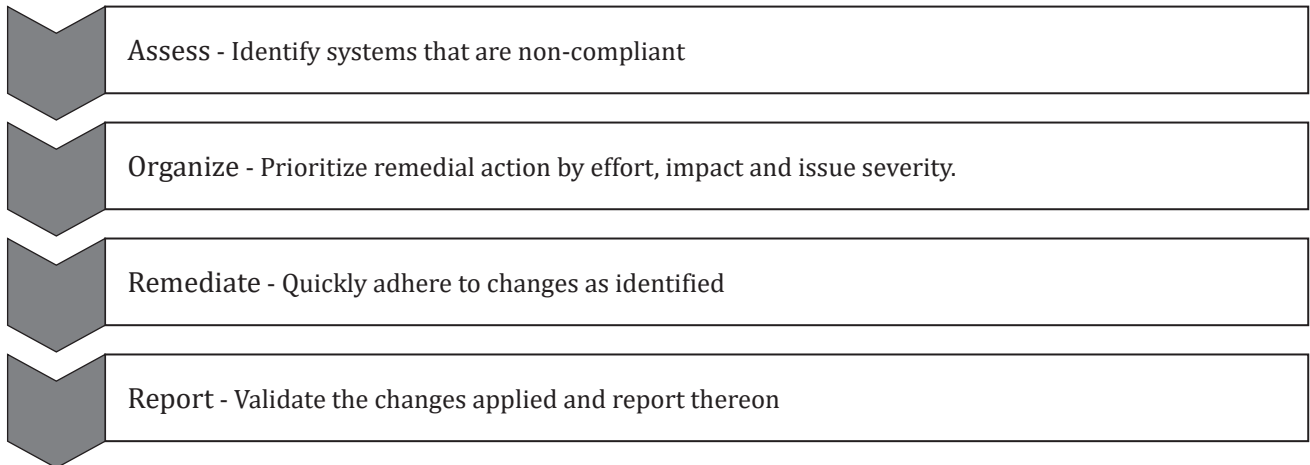 Assess - Identify systems that are non-compliant
Organize - Prioritize remedial action by effort, impact and issue severity.
Remediate - Quickly adhere to changes as identified
Report - Validate the changes applied and report thereon